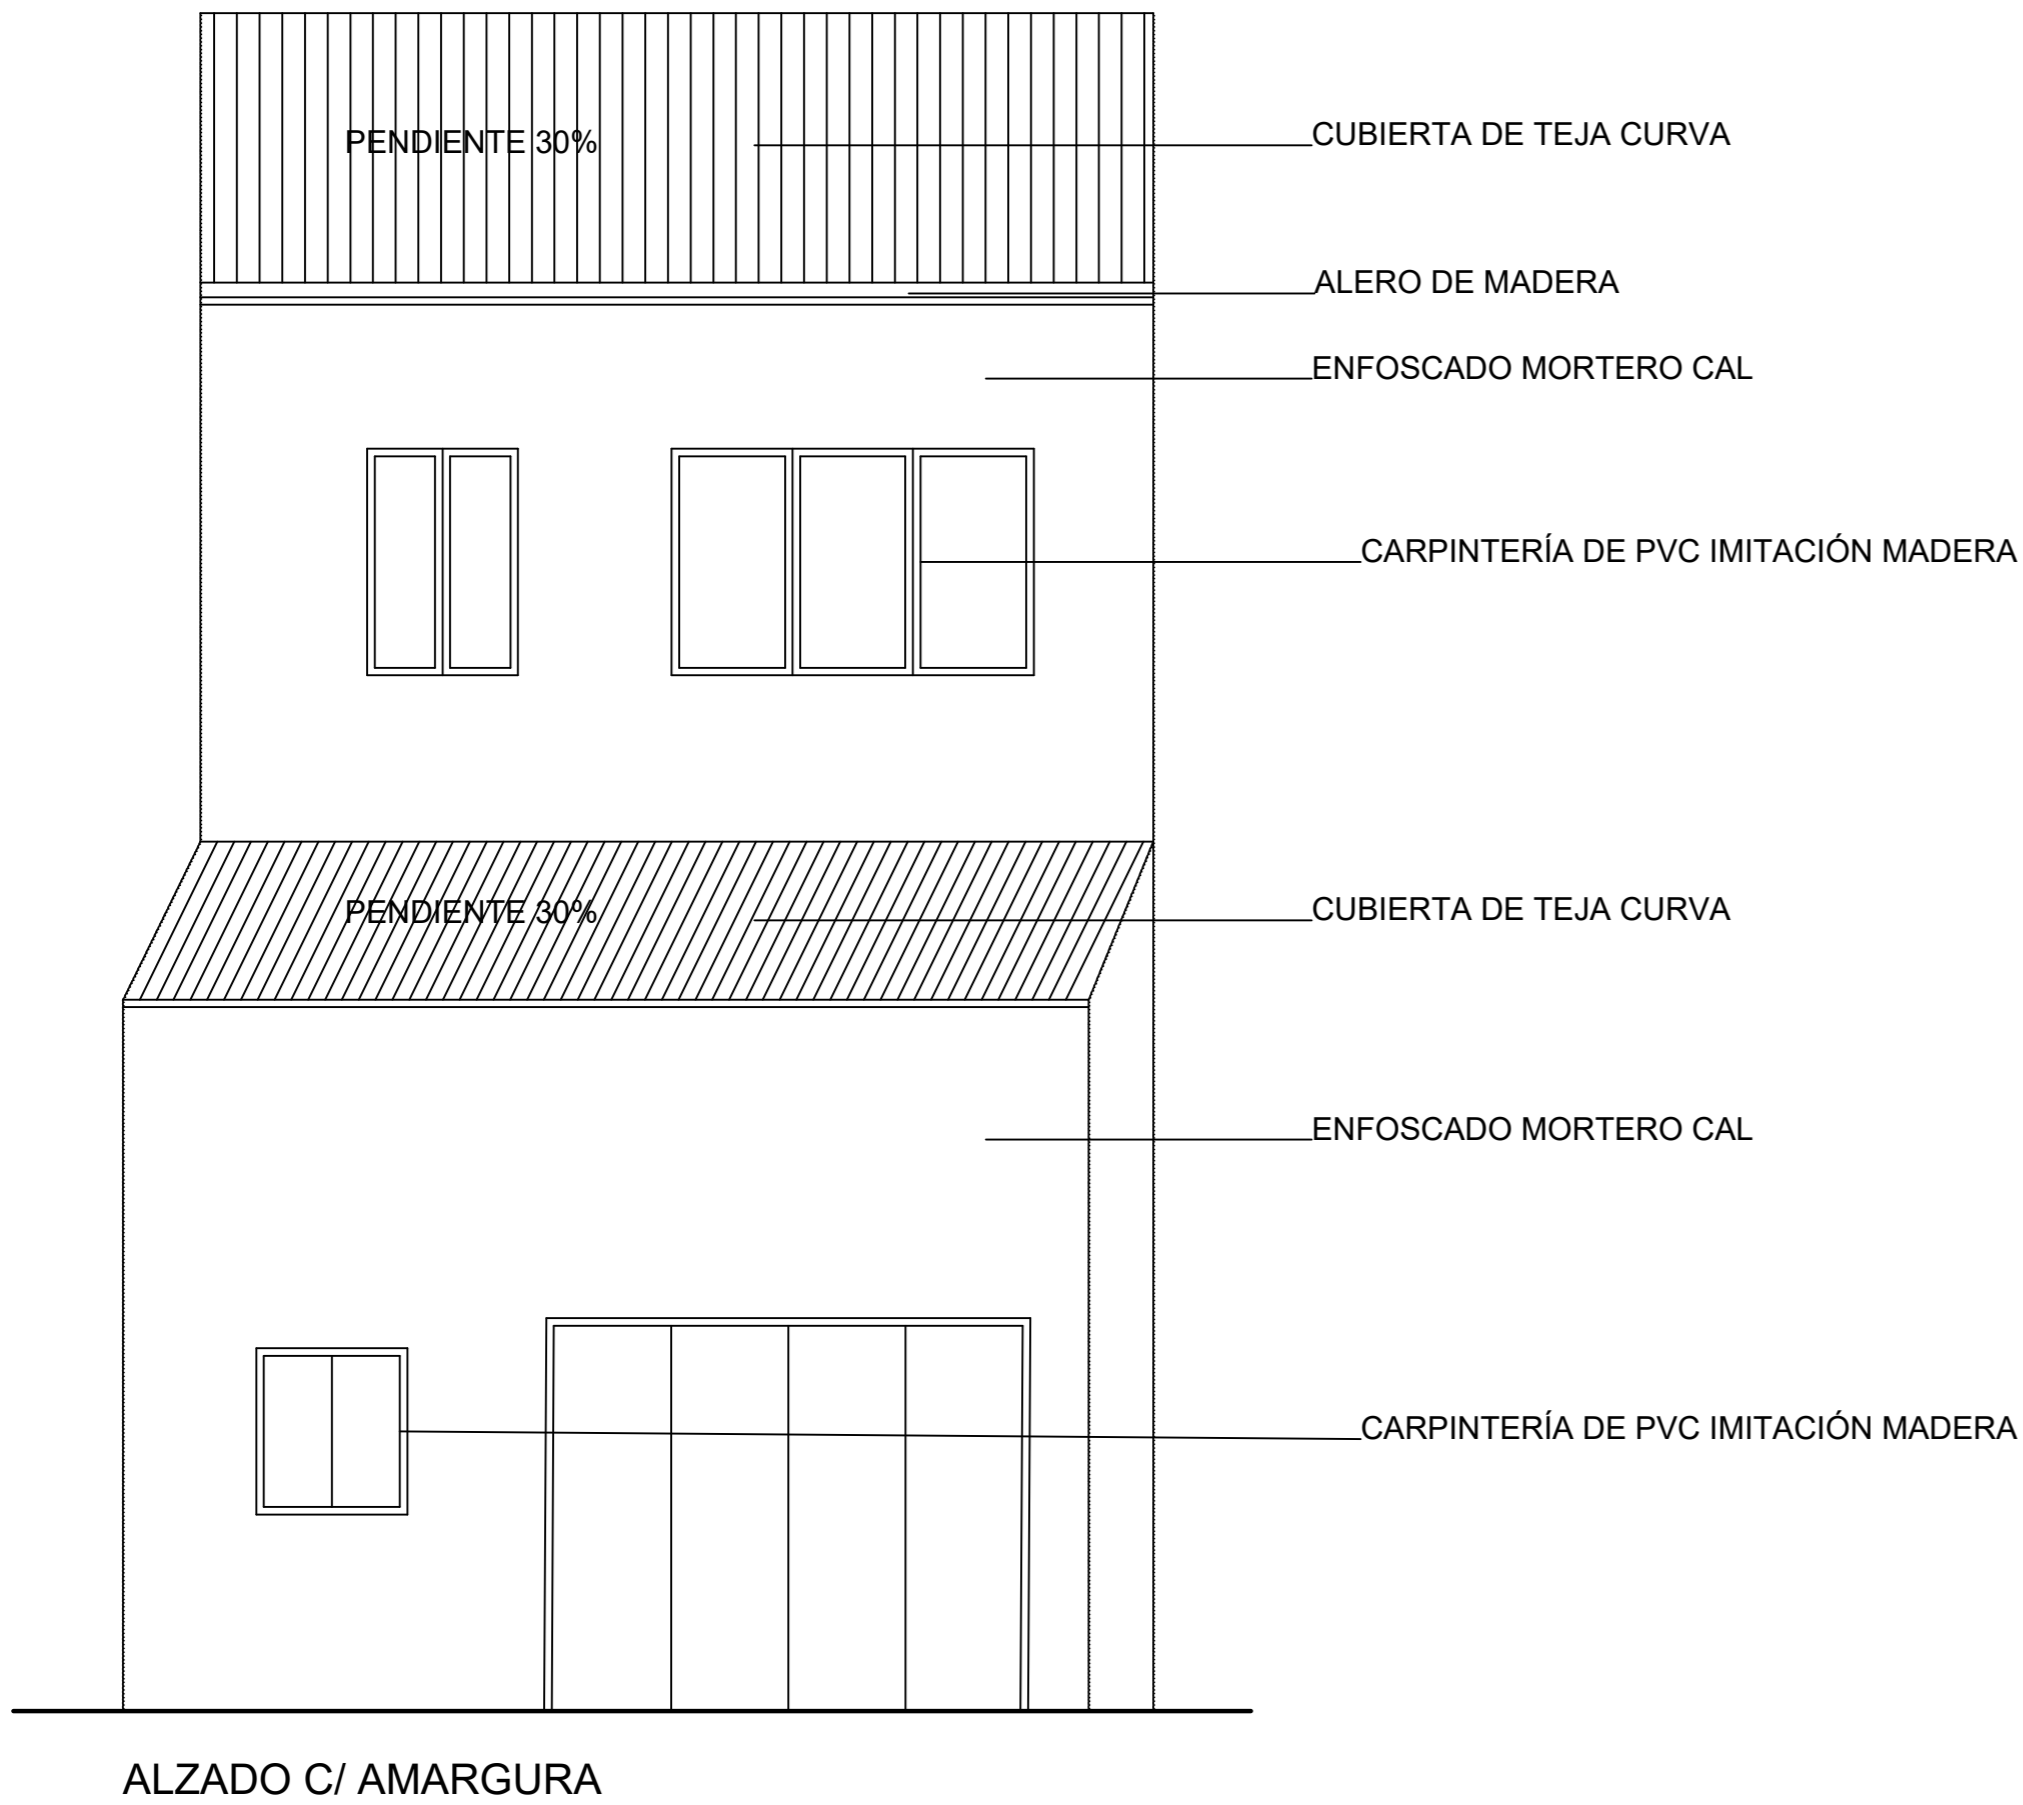 PENDIENTE 30%
CUBIERTA DE TEJA CURVA
ALERO DE MADERA
ENFOSCADO MORTERO CAL
CARPINTERÍA DE PVC IMITACIÓN MADERA
PENDIENTE 30%
CUBIERTA DE TEJA CURVA
ENFOSCADO MORTERO CAL
CARPINTERÍA DE PVC IMITACIÓN MADERA
ALZADO C/ AMARGURA